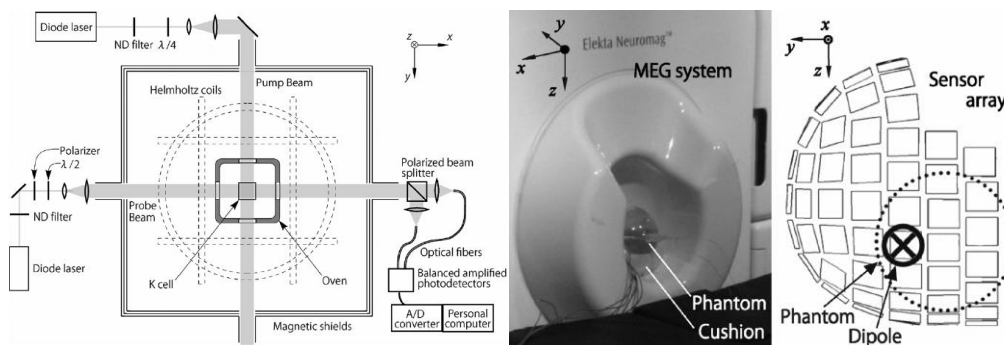 Diode laser
ND filter
λ/4
Pump Beam
z
x
y
Helmholtz coils
Polarizer
λ/2
ND filter
Probe
Beam
Diode laser
K cell
Oven
Magnetic shields
Polarized beam
splitter
Optical fibers
Balanced amplified
photodetectors
A/D
converter
Personal
computer
y
x
z
Elekta Neuromag™
MEG system
Phantom
Cushion
x
y
z
Sensor
array
Phantom
Dipole